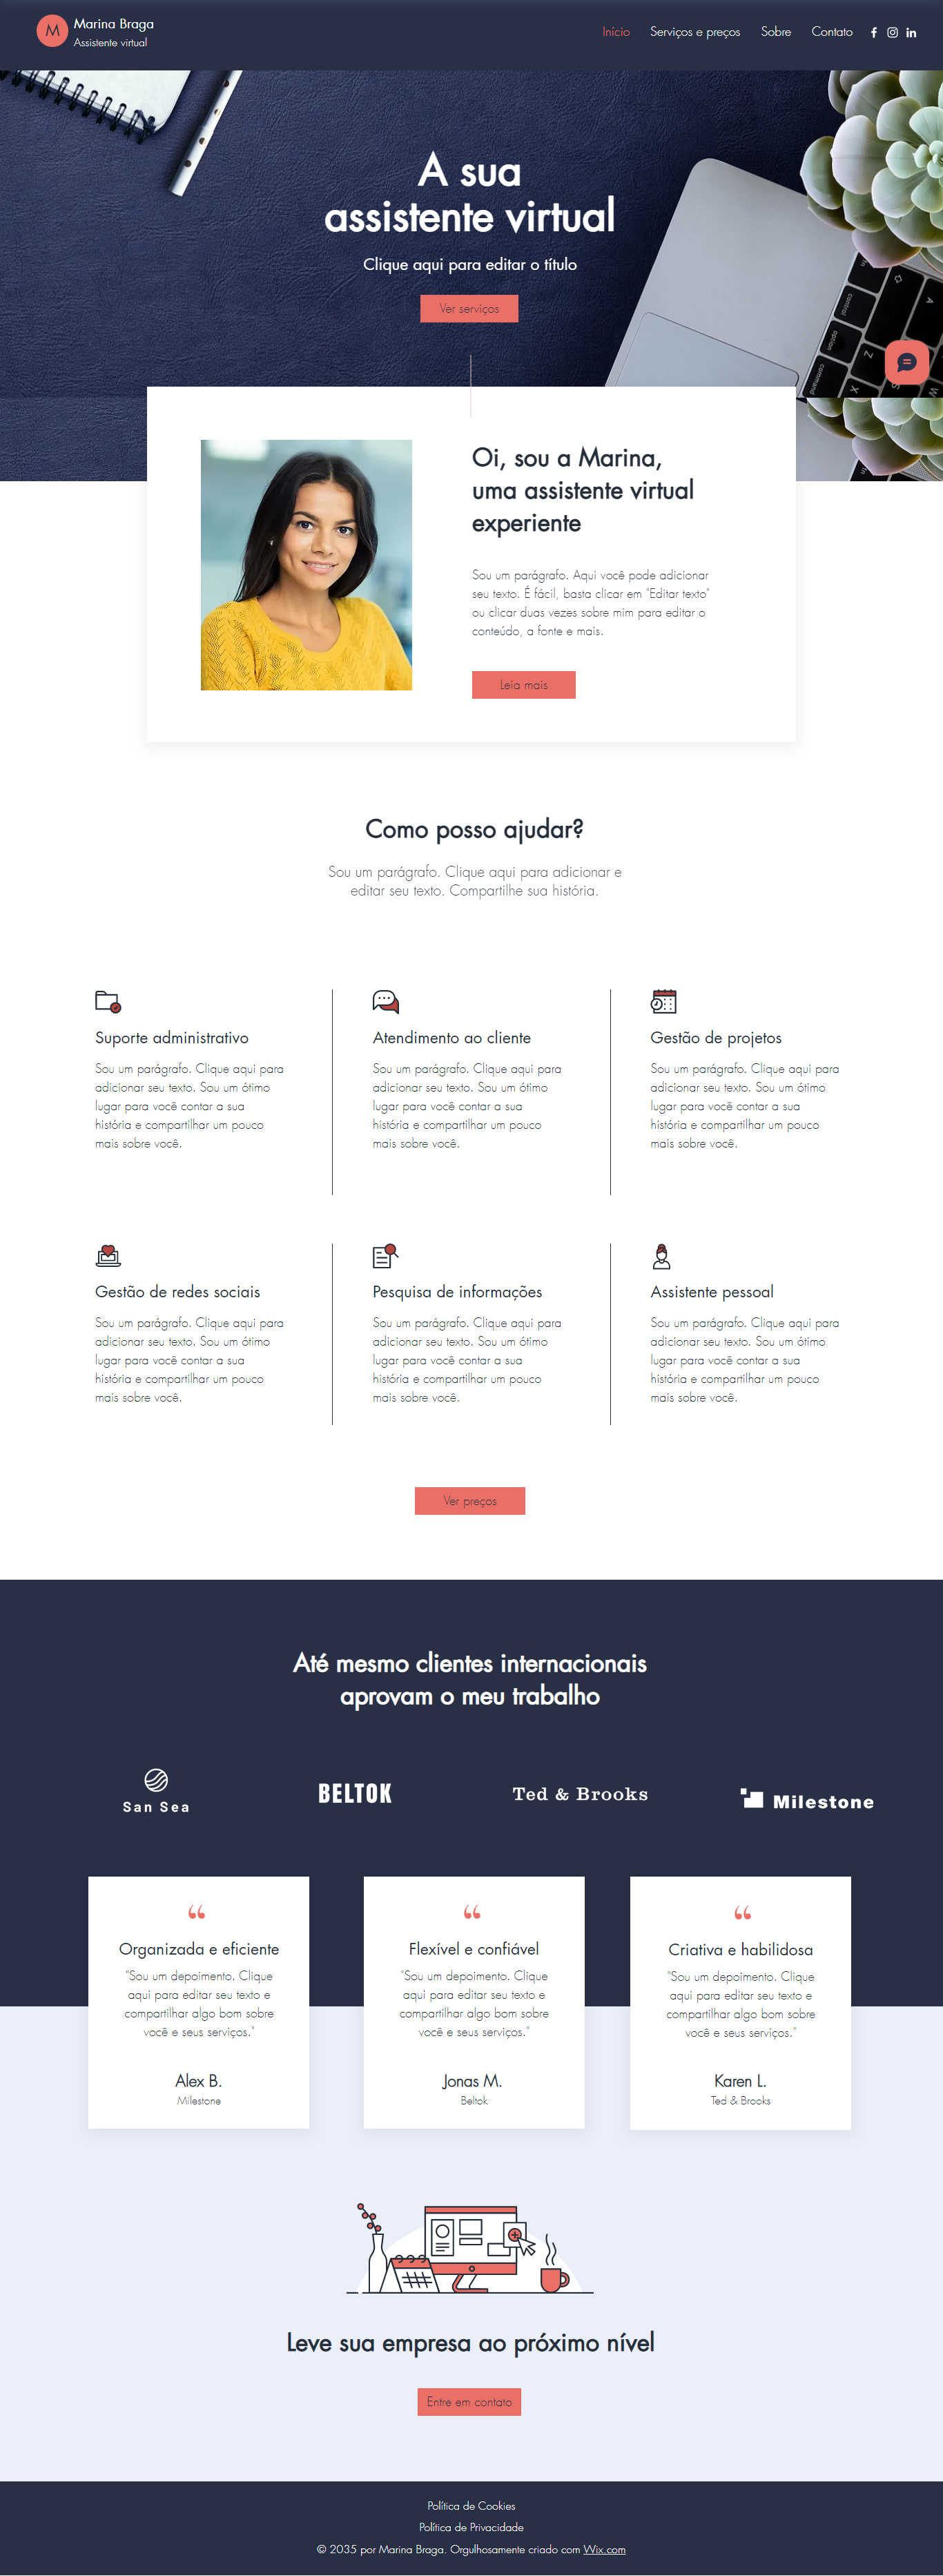 M
Marina Braga
Assistente virtual
Início
Serviços e preços
Sobre
Contato
A sua
assistente virtual
Clique aqui para editar o título
Ver serviços
control
option
command
Z
X
A
S
W
fn
Oi, sou a Marina,
uma assistente virtual
experiente
Sou um parágrafo. Aqui você pode adicionar
seu texto. É fácil, basta clicar em "Editar texto"
ou clicar duas vezes sobre mim para editar o
conteúdo, a fonte e mais.
Leia mais
Como posso ajudar?
Sou um parágrafo. Clique aqui para adicionar e
editar seu texto. Compartilhe sua história.
Suporte administrativo
Sou um parágrafo. Clique aqui para
adicionar seu texto. Sou um ótimo
lugar para você contar a sua
história e compartilhar um pouco
mais sobre você.
Atendimento ao cliente
Sou um parágrafo. Clique aqui para
adicionar seu texto. Sou um ótimo
lugar para você contar a sua
história e compartilhar um pouco
mais sobre você.
Gestão de projetos
Sou um parágrafo. Clique aqui para
adicionar seu texto. Sou um ótimo
lugar para você contar a sua
história e compartilhar um pouco
mais sobre você.
Gestão de redes sociais
Sou um parágrafo. Clique aqui para
adicionar seu texto. Sou um ótimo
lugar para você contar a sua
história e compartilhar um pouco
mais sobre você.
Pesquisa de informações
Sou um parágrafo. Clique aqui para
adicionar seu texto. Sou um ótimo
lugar para você contar a sua
história e compartilhar um pouco
mais sobre você.
Assistente pessoal
Sou um parágrafo. Clique aqui para
adicionar seu texto. Sou um ótimo
lugar para você contar a sua
história e compartilhar um pouco
mais sobre você.
Ver preços
Até mesmo clientes internacionais
aprovam o meu trabalho
San Sea
BELTOK
Ted & Brooks
Milestone
“
Organizada e eficiente
"Sou um depoimento. Clique
aqui para editar seu texto e
compartilhar algo bom sobre
você e seus serviços."
Alex B.
Milestone
“
Flexível e confiável
"Sou um depoimento. Clique
aqui para editar seu texto e
compartilhar algo bom sobre
você e seus serviços."
Jonas M.
Beltok
“
Criativa e habilidosa
"Sou um depoimento. Clique
aqui para editar seu texto e
compartilhar algo bom sobre
você e seus serviços."
Karen L.
Ted & Brooks
Leve sua empresa ao próximo nível
Entre em contato
Política de Cookies
Política de Privacidade
© 2035 por Marina Braga. Orgulhosamente criado com Wix.com